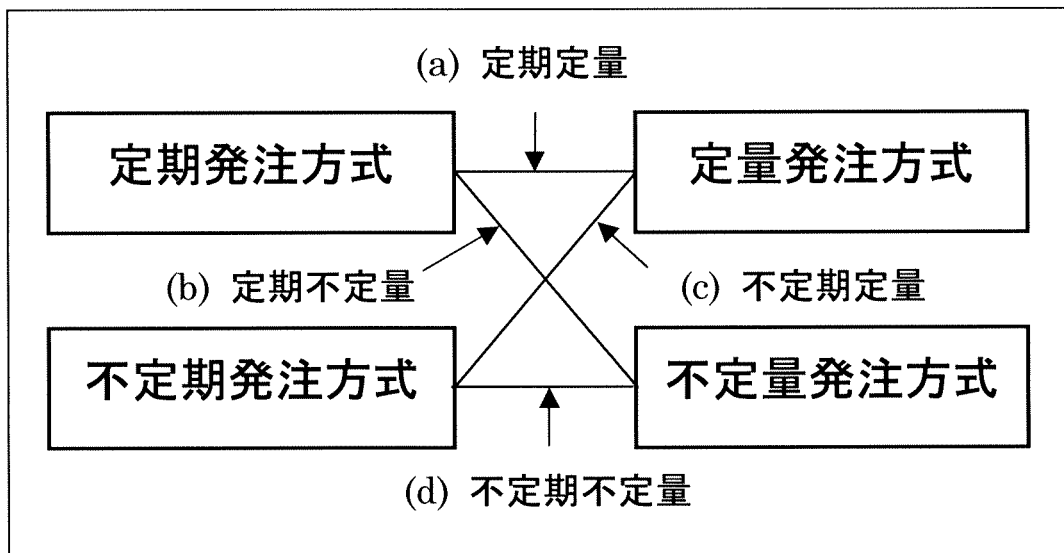 (a) 定期定量
定期発注方式
定量発注方式
(b) 定期不定量
(c) 不定期定量
不定期発注方式
不定量発注方式
(d) 不定期不定量